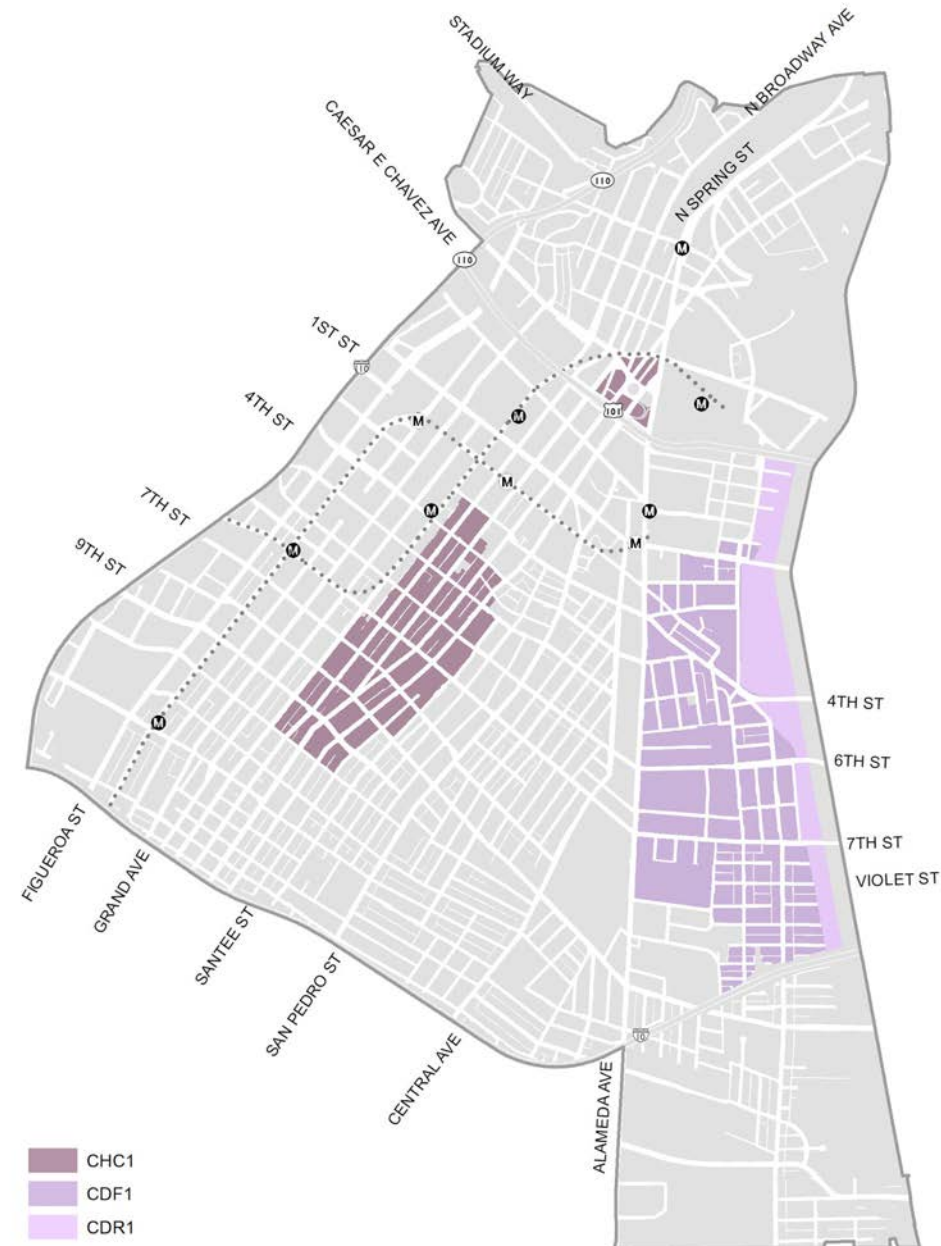 STADIUM WAY
N BROADWAY AVE
CAESAR E CHAVEZ AVE
110
N SPRING ST
M
110
1ST ST
110
4TH ST
M
101
M
M
M
7TH ST
M
M
M
M
9TH ST
4TH ST
M
6TH ST
7TH ST
FIGUEROA ST
VIOLET ST
GRAND AVE
SANTEE ST
SAN PEDRO ST
CENTRAL AVE
10
ALAMEDA AVE
CHC1
CDF1
CDR1